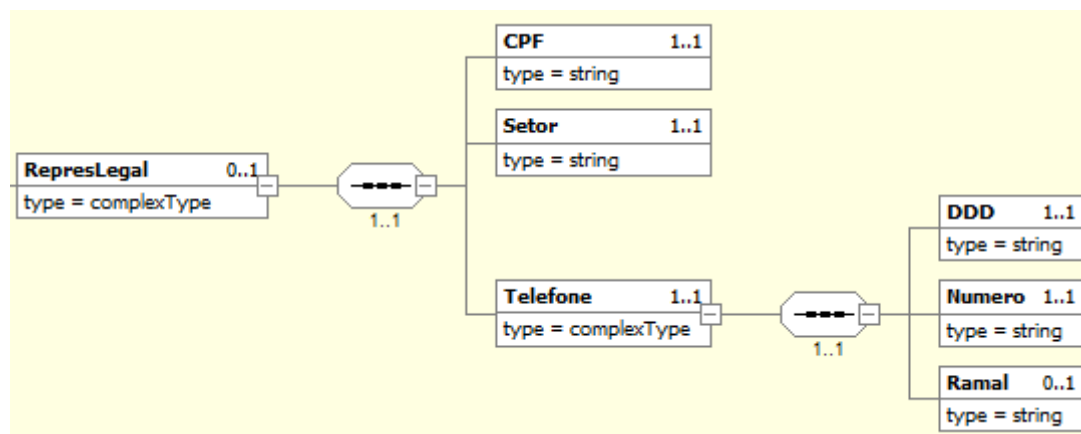 CPF 1..1
type = string
Setor 1..1
type = string
RepresLegal 0..1
type = complexType
1..1
Telefone 1..1
type = complexType
1..1
DDD 1..1
type = string
Numero 1..1
type = string
Ramal 0..1
type = string